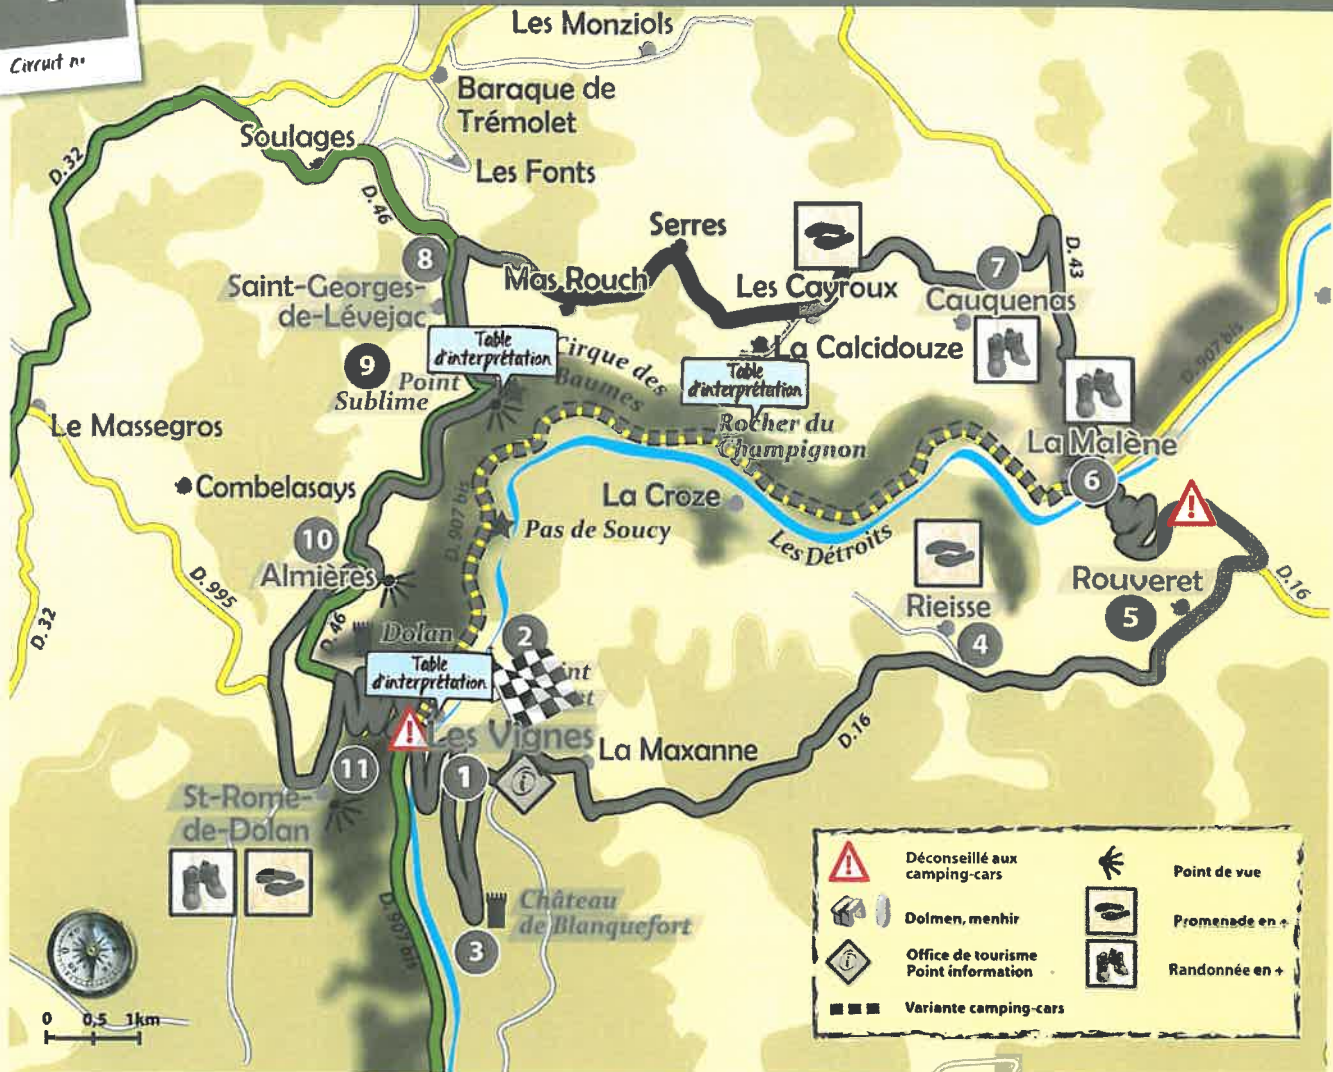 Circuit n°
Les Monziols
Baraque de
Trémolet
Soulages
Les Fonts
D.32
D. 46
Serres
8
Mas Rouch
Les Cayroux
7
D. 43
Saint-Georges-
de-Lévejac
Cauquenas
Table
d'interprétation
Cirque des
Baumes
La Calcidouze
D.907 bis
9
Point
Sublime
Table
d'interprétation
Rocher du
Champignon
Le Massegros
La Malène
6
Combelasays
La Croze
D. 907 bis
Pas de Soucy
Les Détroits
10
Almières
Rouveret
5
D.16
D.995
Rieisse
4
D. 32
D. 46
Dolan
2
Table
d'interprétation
Les Vignes
La Maxanne
D.16
11
1
St-Rome-
de-Dolan
Château
de Blanquefort
3
D. 907 bis
0 0,5 1km
Déconseillé aux
camping-cars
Dolmen, menhir
Office de tourisme
Point information
Variante camping-cars
Point de vue
Promenade en +
Randonnée en +